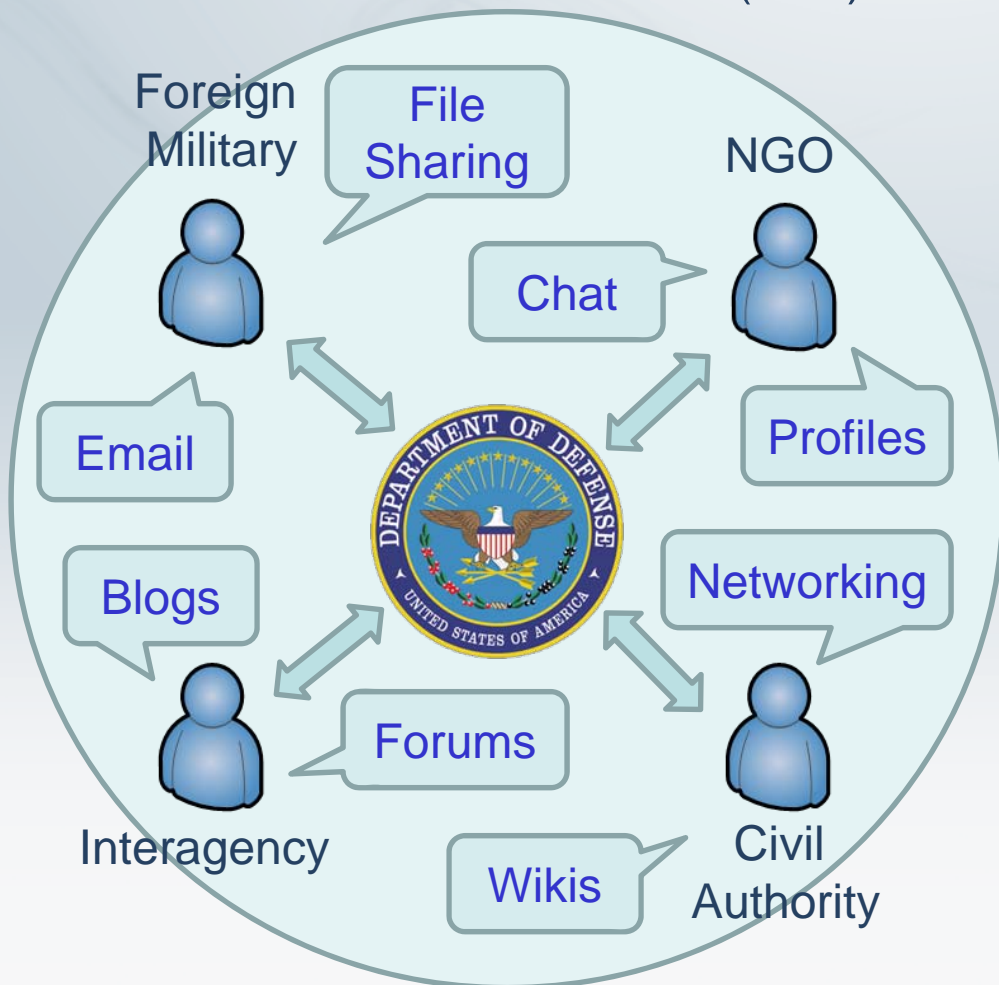 Foreign
Military
File
Sharing
NGO
Chat
Email
Profiles
DEPARTMENT OF DEFENSE
UNITED STATES OF AMERICA
Blogs
Networking
Forums
Interagency
Wikis
Civil
Authority